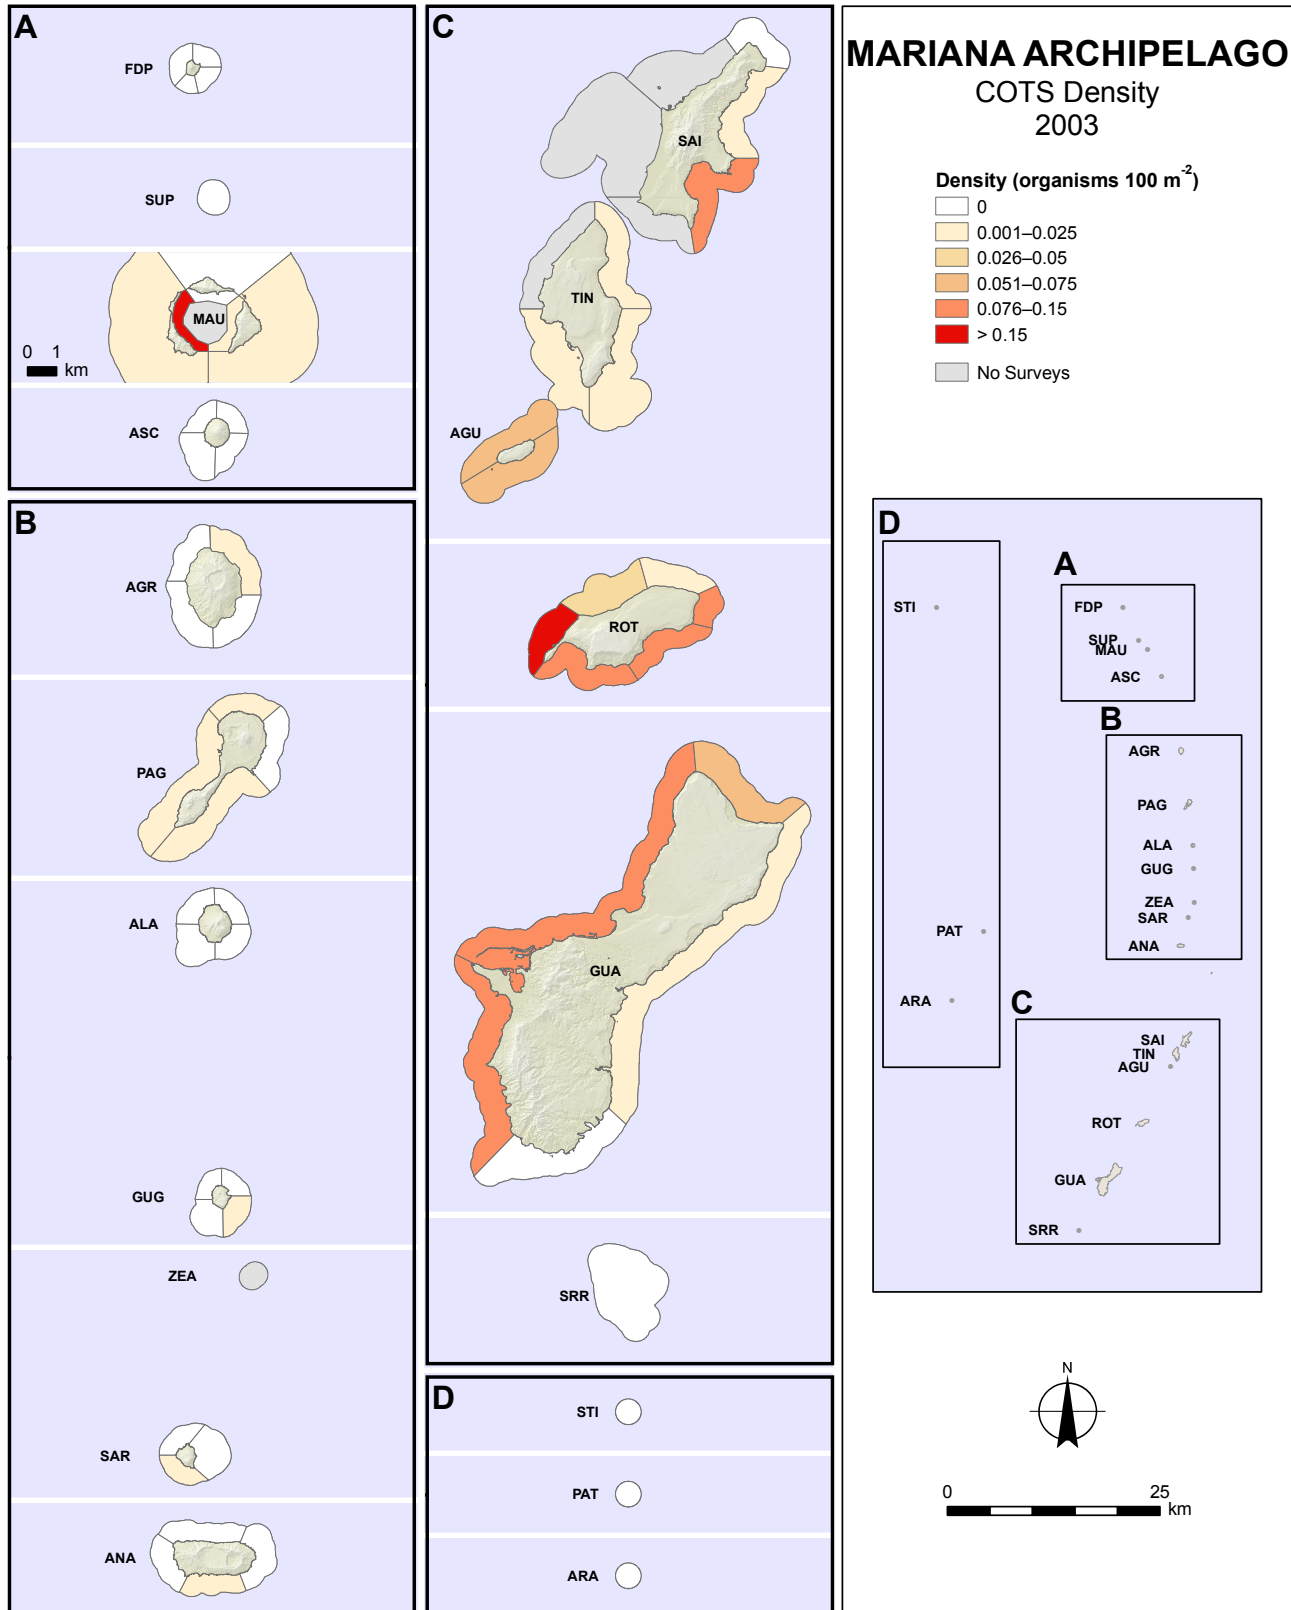 A
FDP
SUP
MAU
0 1
km
ASC
B
AGR
PAG
ALA
GUG
ZEA
SAR
ANA
C
SAI
TIN
AGU
ROT
GUA
SRR
D
STI
PAT
ARA
MARIANA ARCHIPELAGO
COTS Density
2003
Density (organisms 100 m⁻²)
0
0.001–0.025
0.026–0.05
0.051–0.075
0.076–0.15
> 0.15
No Surveys
D
STI
PAT
ARA
A
FDP
SUP
MAU
ASC
B
AGR
PAG
ALA
GUG
ZEA
SAR
ANA
C
SAI
TIN
AGU
ROT
GUA
SRR
N
0 25
km